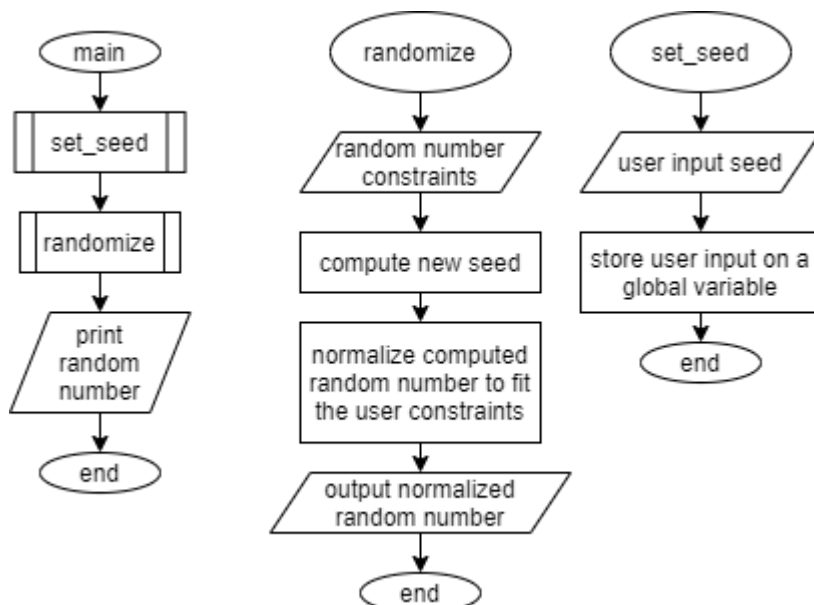 main
set_seed
randomize
print
random
number
end
randomize
random number
constraints
compute new seed
normalize computed
random number to fit
the user constraints
output normalized
random number
end
set_seed
user input seed
store user input on a
global variable
end